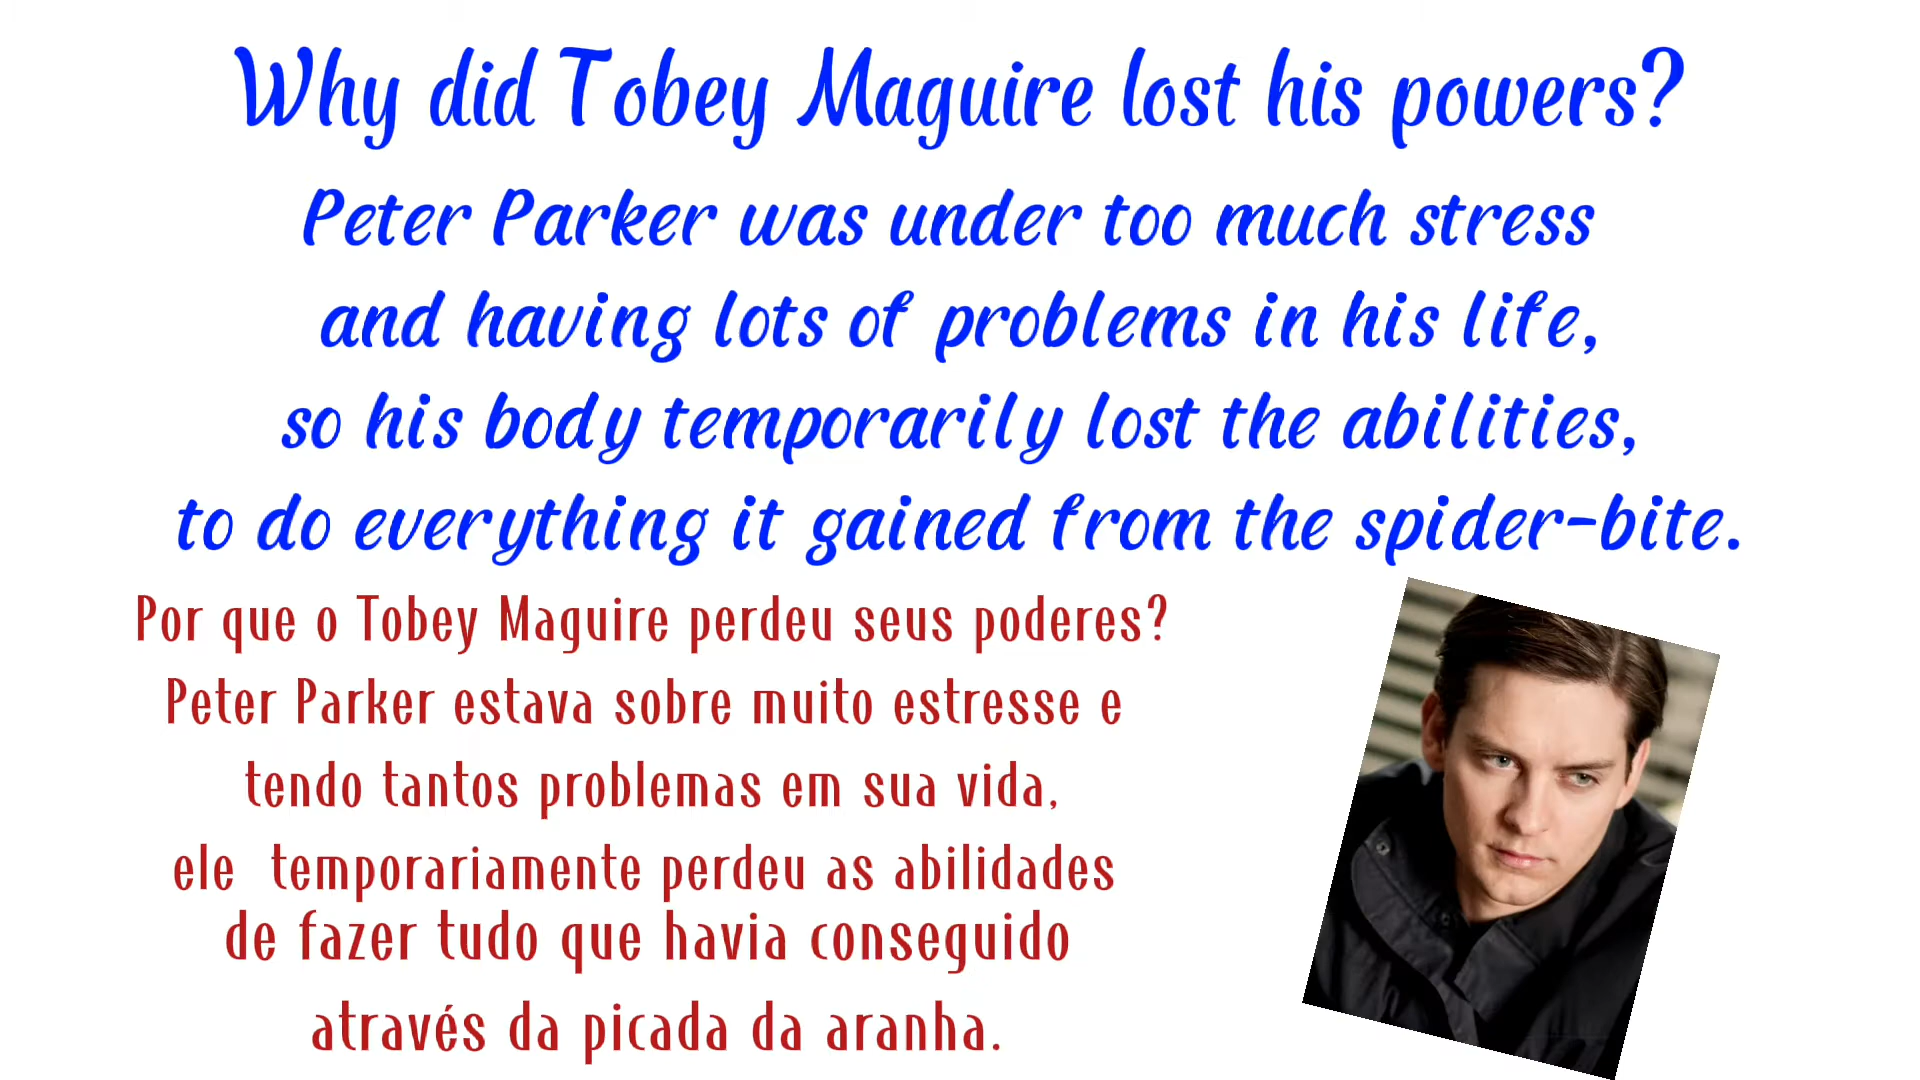 Why did Tobey Maguire lost his powers?
Peter Parker was under too much stress
and having lots of problems in his life,
so his body temporarily lost the abilities,
to do everything it gained from the spider-bite.
Por que o Tobey Maguire perdeu seus poderes?
Peter Parker estava sobre muito estresse e
tendo tantos problemas em sua vida,
ele temporariamente perdeu as abilidades
de fazer tudo que havia conseguido
através da picada da aranha.